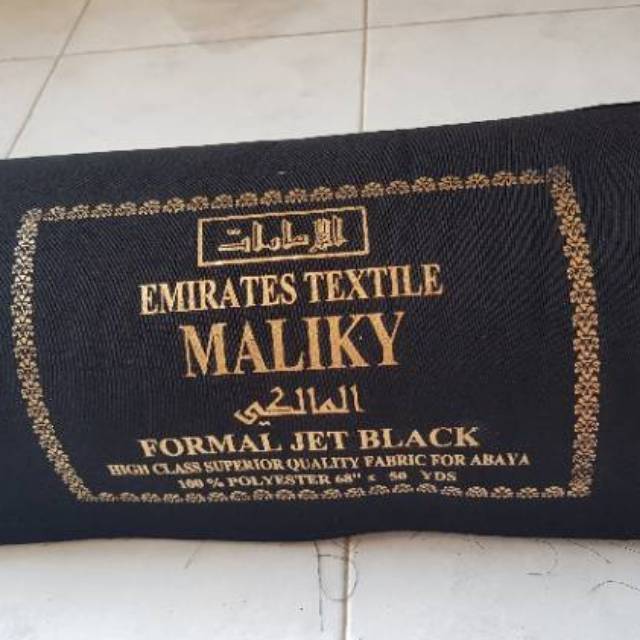 الإمارات
EMIRATES TEXTILE
MALIKY
المالكي
FORMAL JET BLACK
HIGH CLASS SUPERIOR QUALITY FABRIC FOR ABAYA
100 % POLYESTER 68" x 50 YDS